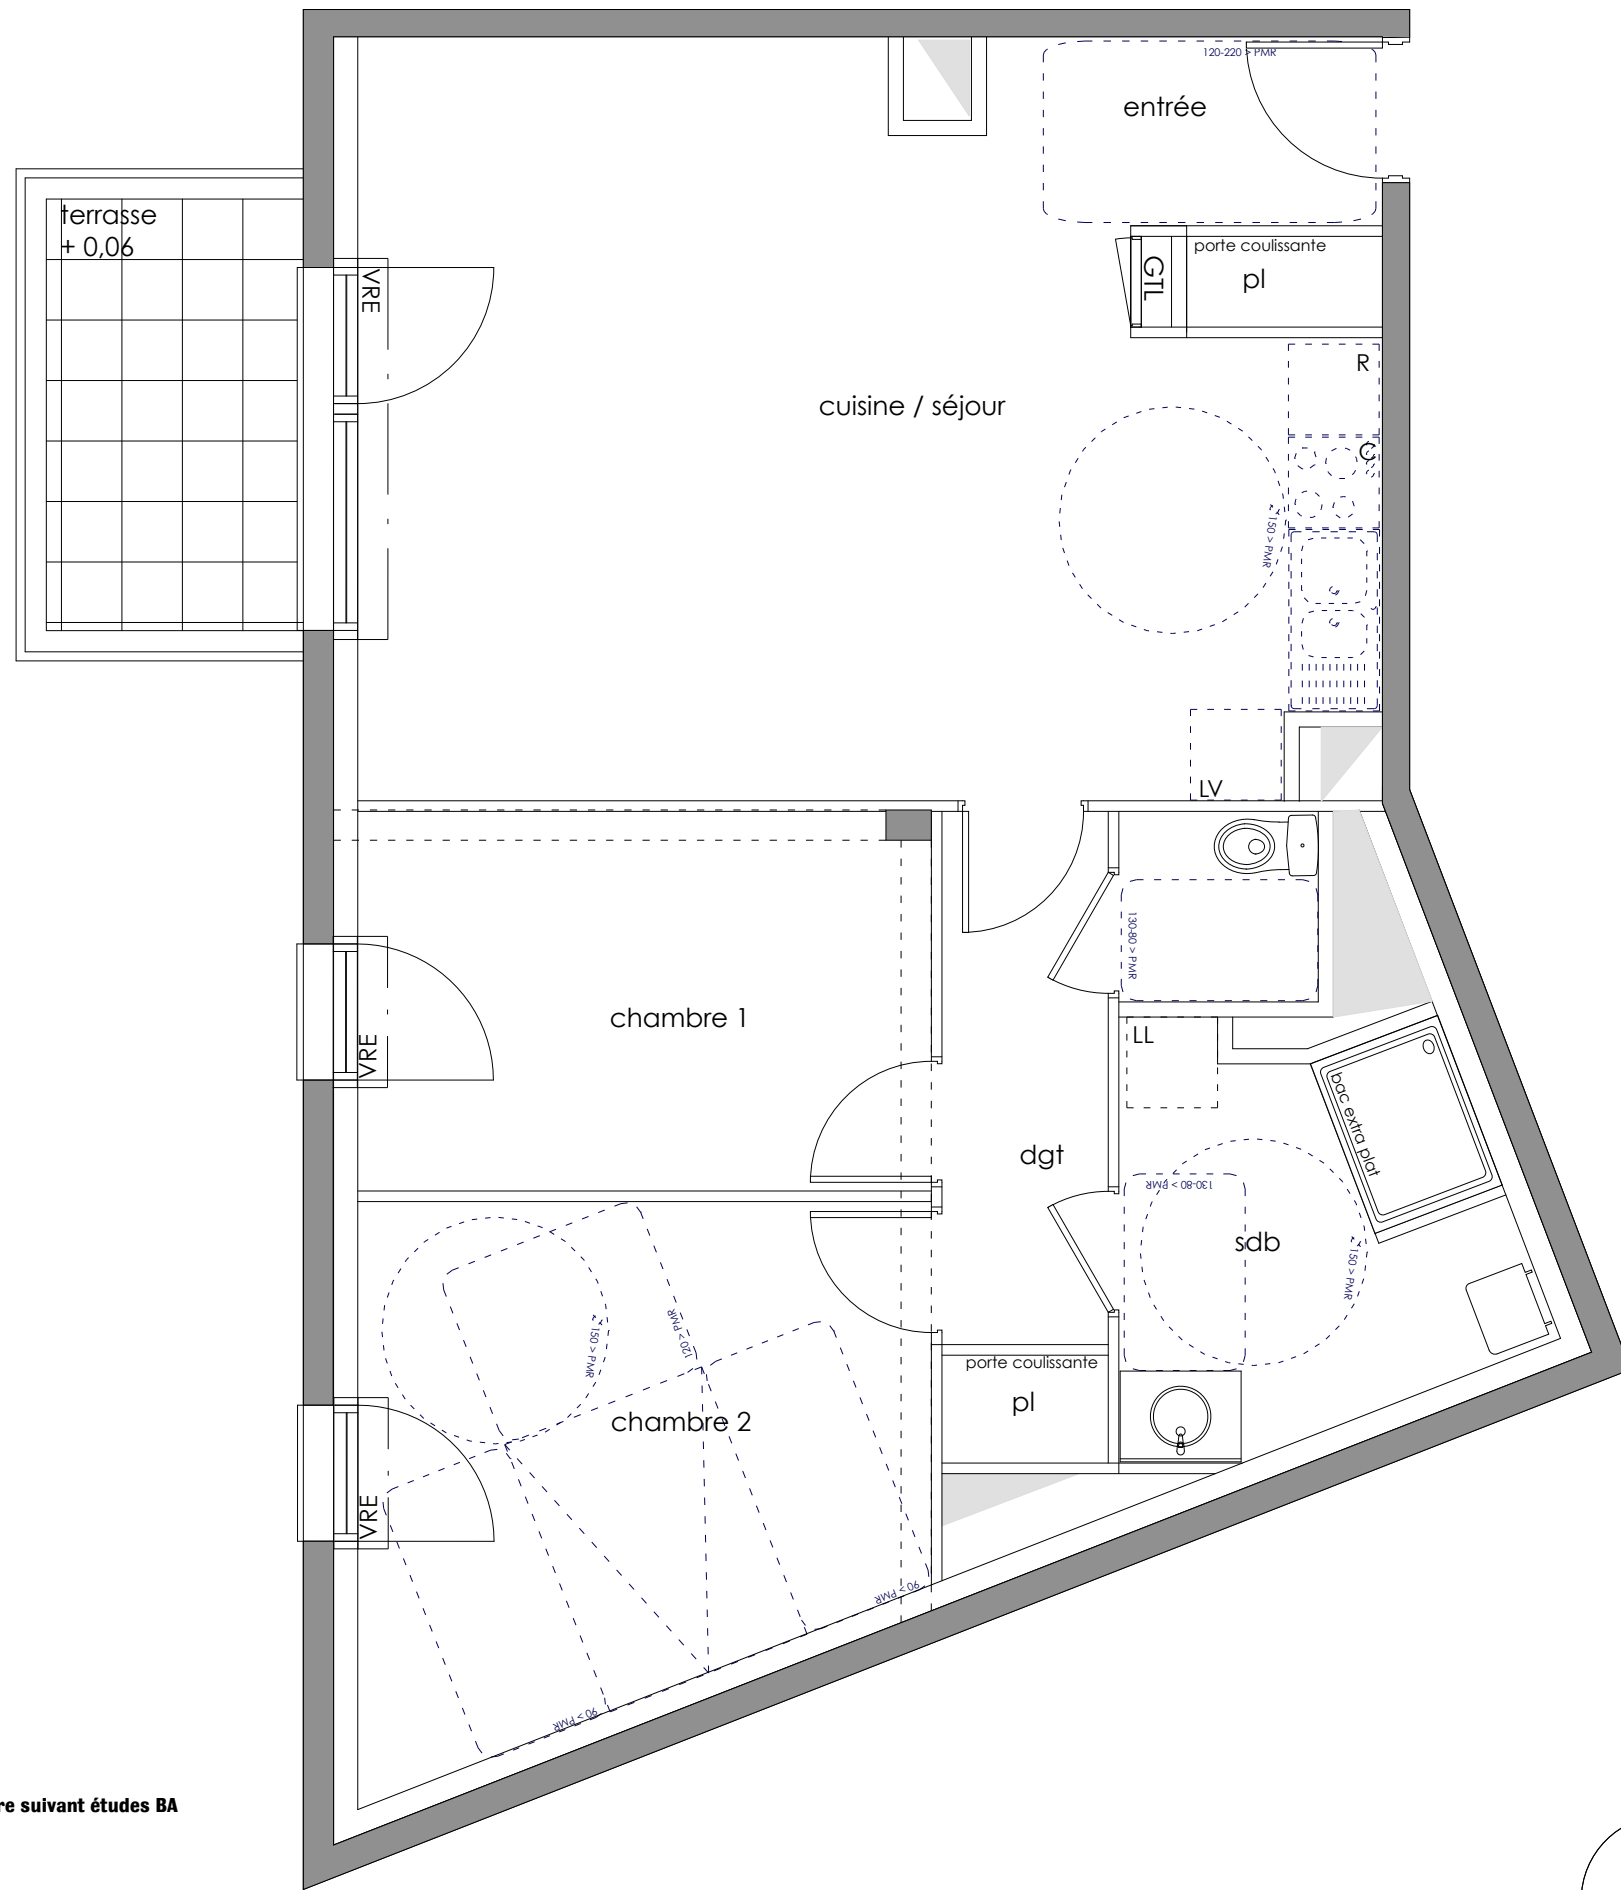 120-220 > PMR
entrée
terrasse
+ 0,06
porte coulissante
GTL
pl
VRE
R
cuisine / séjour
C
150 > PMR
LV
130-80 > PMR
chambre 1
VRE
LL
bac extra plat
dgt
130-80 > PMR
sdb
150 > PMR
120 > PMR
150 > PMR
porte coulissante
pl
chambre 2
VRE
90 > PMR
90 > PMR
suivant études BA